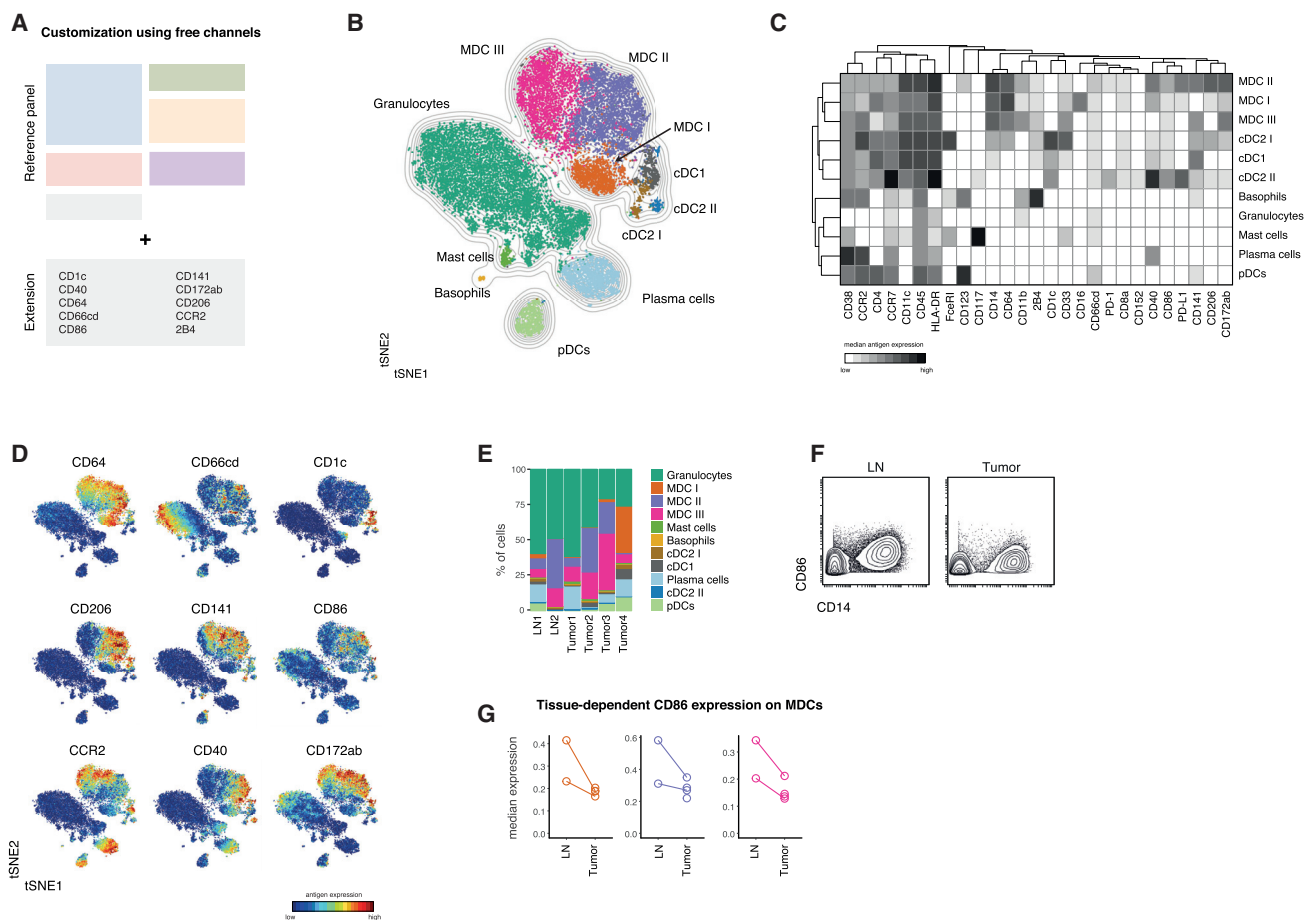 A
Customization using free channels
Reference panel
+
Extension
CD1c
CD40
CD64
CD66cd
CD86
CD141
CD172ab
CD206
CCR2
2B4
B
MDC III
MDC II
Granulocytes
MDC I
cDC1
cDC2 II
cDC2 I
Mast cells
Basophils
Plasma cells
pDCs
tSNE2
tSNE1
C
MDC II
MDC I
MDC III
cDC2 I
cDC1
cDC2 II
Basophils
Granulocytes
Mast cells
Plasma cells
pDCs
CD38
CCR2
CD4
CCR7
CD11c
CD45
HLA-DR
FceRI
CD123
CD117
CD14
CD64
CD11b
2B4
CD1c
CD33
CD16
CD66cd
PD-1
CD8a
CD152
CD40
CD86
PD-L1
CD141
CD206
CD172ab
median antigen expression
low high
D
CD64 CD66cd CD1c
CD206 CD141 CD86
CCR2 CD40 CD172ab
tSNE2
tSNE1
antigen expression
low high
E
% of cells
100
75
50
25
0
LN1
LN2
Tumor1
Tumor2
Tumor3
Tumor4
Granulocytes
MDC I
MDC II
MDC III
Mast cells
Basophils
cDC2 I
cDC1
Plasma cells
cDC2 II
pDCs
F
LN Tumor
CD86
CD14
G
Tissue-dependent CD86 expression on MDCs
median expression
0.4
0.3
0.2
0.1
0.0
LN
Tumor
0.6
0.4
0.2
0.0
LN
Tumor
0.3
0.2
0.1
0.0
LN
Tumor